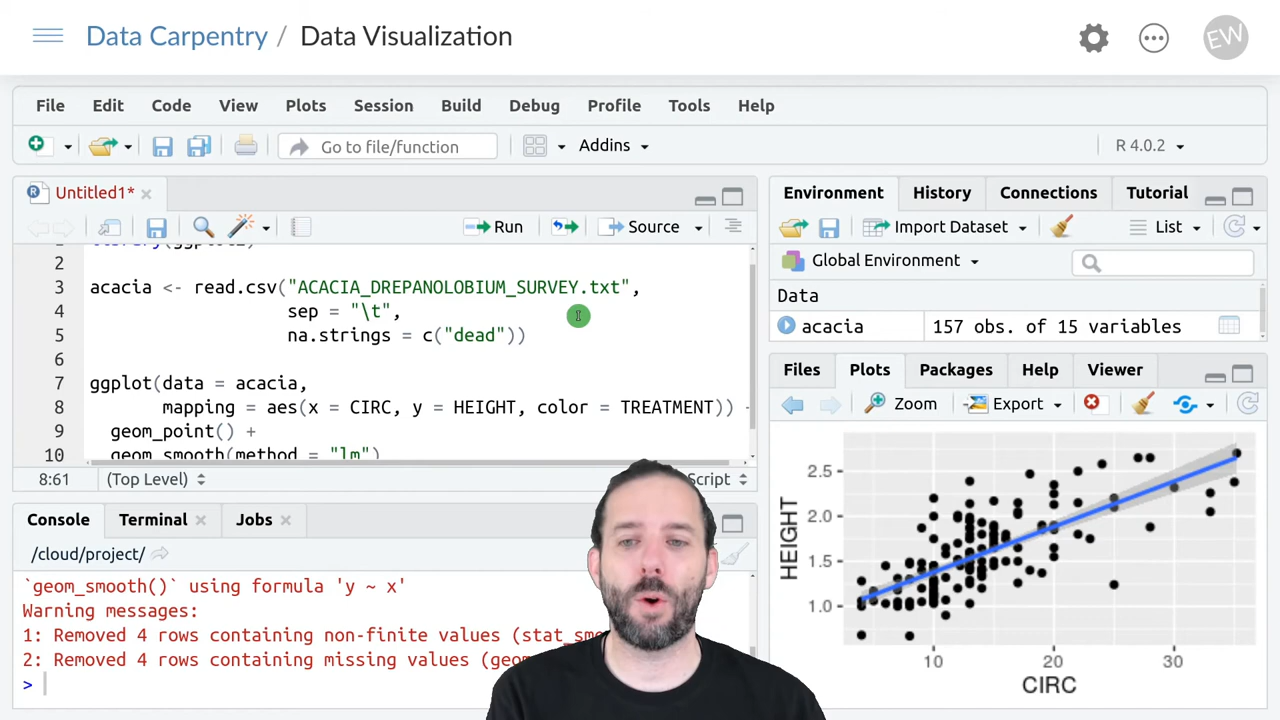 Data Carpentry / Data Visualization
EW
File Edit Code View Plots Session Build Debug Profile Tools Help
Go to file/function Addins R 4.0.2
Untitled1*
Run Source
2
3 acacia <- read.csv("ACACIA_DREPANOLOBIUM_SURVEY.txt",
4 sep = "\t",
5 na.strings = c("dead"))
6
7 ggplot(data = acacia,
8 mapping = aes(x = CIRC, y = HEIGHT, color = TREATMENT))
9 geom_point() +
10 geom_smooth(method = "lm")
8:61 (Top Level) Script
Console Terminal Jobs
/cloud/project/
`geom_smooth()` using formula 'y ~ x'
Warning messages:
1: Removed 4 rows containing non-finite values
2: Removed 4 rows containing missing values
>
Environment History Connections Tutorial
Import Dataset List
Global Environment
Data
acacia 157 obs. of 15 variables
Files Plots Packages Help Viewer
Zoom Export
HEIGHT
2.5
2.0
1.5
1.0
10 20 30
CIRC